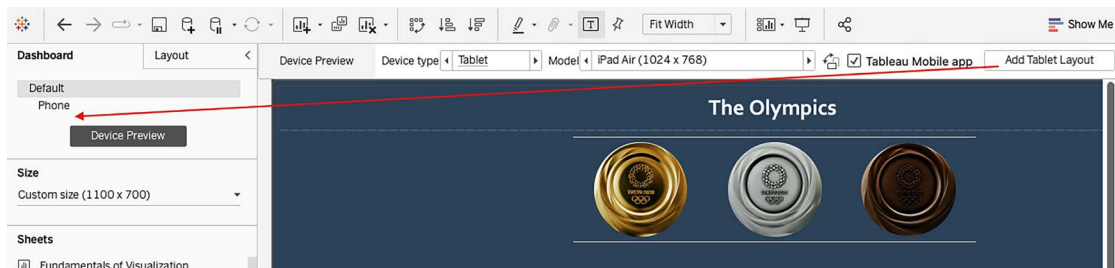 Fit Width
Show Me
Dashboard
Layout
Device Preview
Device type
Tablet
Model
iPad Air (1024 x 768)
Tableau Mobile app
Add Tablet Layout
Default
Phone
Device Preview
The Olympics
Size
Custom size (1100 x 700)
Sheets
Fundamentals of Visualization